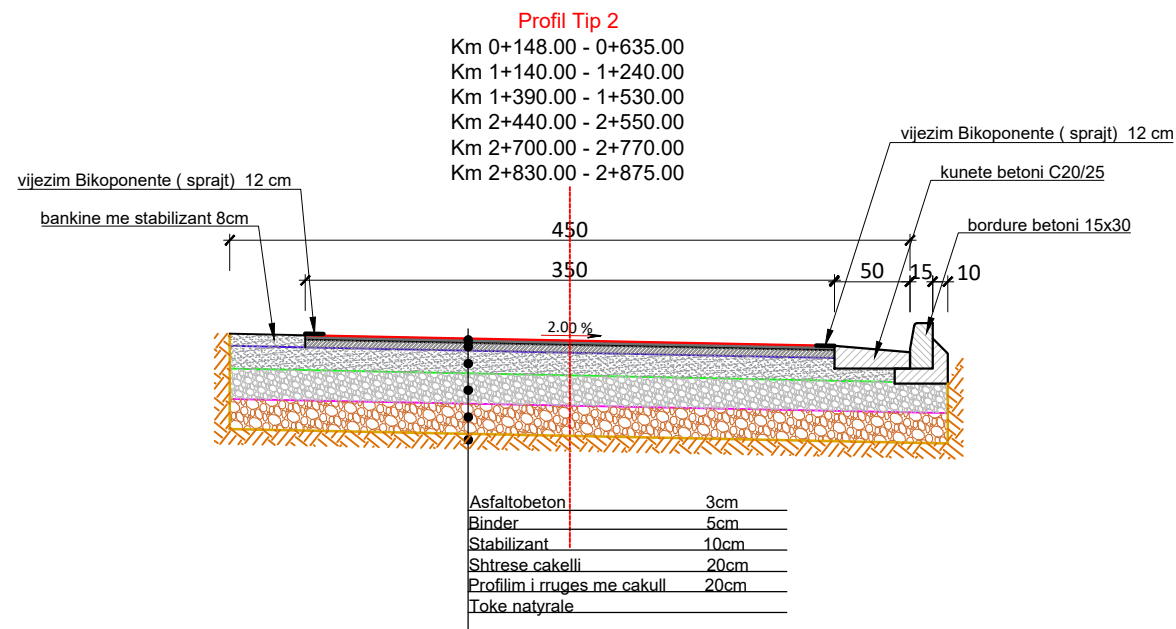 Profil Tip 2
Km 0+148.00 - 0+635.00
Km 1+140.00 - 1+240.00
Km 1+390.00 - 1+530.00
Km 2+440.00 - 2+550.00
Km 2+700.00 - 2+770.00
Km 2+830.00 - 2+875.00
vijezim Bikoponente ( sprajt) 12 cm
kunete betoni C20/25
vijezim Bikoponente ( sprajt) 12 cm
bankine me stabilizant 8cm
bordure betoni 15x30
450
350
50
15
10
2.00 %
Asfaltobeton 3cm
Binder 5cm
Stabilizant 10cm
Shtrese cakelli 20cm
Profilim i rruges me cakull 20cm
Toke natyrale